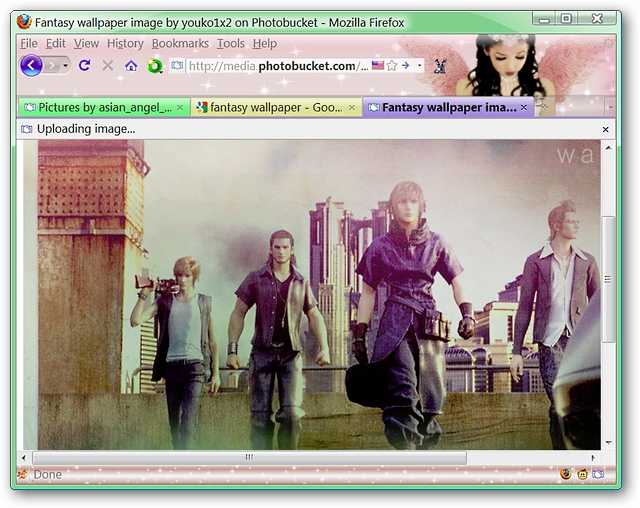 Fantasy wallpaper image by youko1x2 on Photobucket - Mozilla Firefox
File Edit View History Bookmarks Tools Help
http://media.photobucket.com/...
Pictures by asian_angel_... fantasy wallpaper - Goo... Fantasy wallpaper ima...
Uploading image...
wa
Done